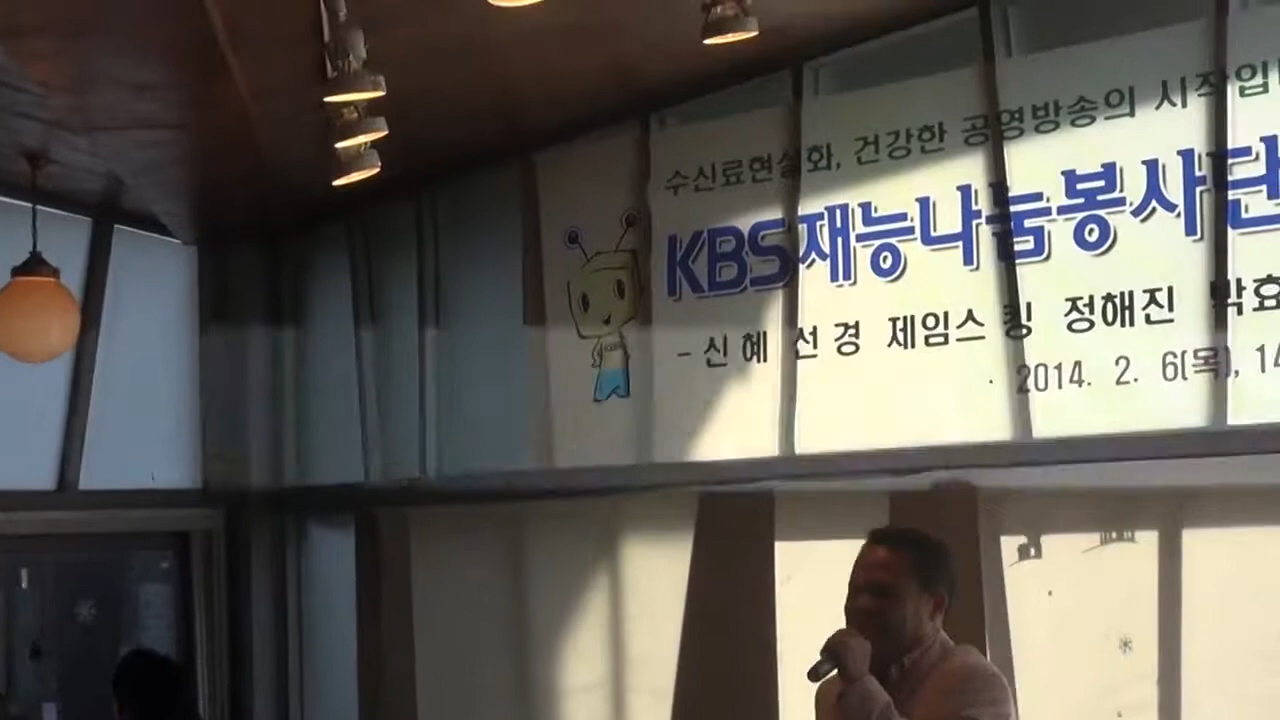 수신료현실화, 건강한 공영방송의 시작입
KBS재능나눔봉사단
-신혜 선경 제임스 킹 정해진 박효
2014. 2. 6(목), 14